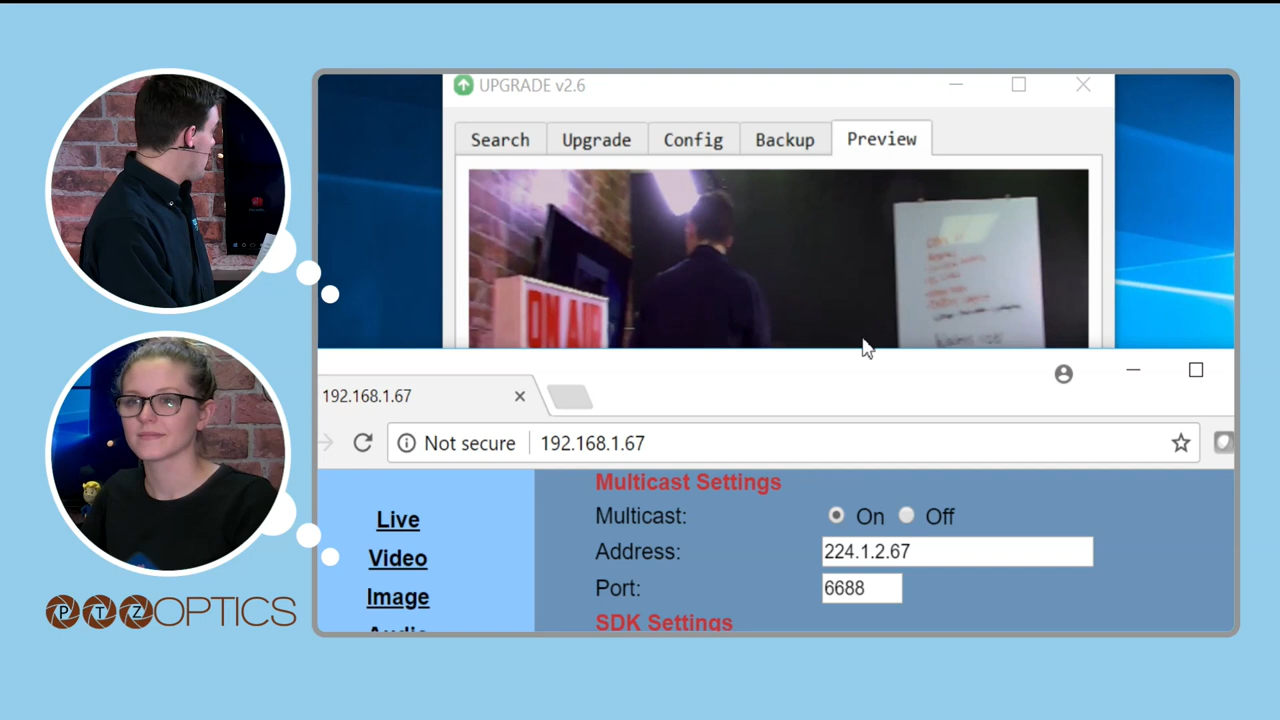 UPGRADE v2.6
Search Upgrade Config Backup Preview
ON AIR
192.168.1.67
Not secure 192.168.1.67
Multicast Settings
Live
Multicast: On Off
Video
Address: 224.1.2.67
Image
Port: 6688
Audio
SDK Settings
PTZOPTICS